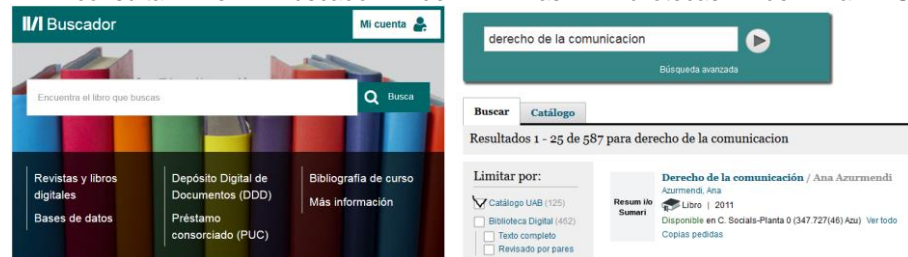 Buscador
Mi cuenta
Encuentra el libro que buscas
Busca
Revistas y libros
digitales
Bases de datos
Depósito Digital de
Documentos (DDD)
Préstamo
consorciado (PUC)
Bibliografía de curso
Más información
derecho de la comunicacion
Búsqueda avanzada
Buscar
Catálogo
Resultados 1 - 25 de 587 para derecho de la comunicacion
Limitar por:
Catálogo UAB (125)
Biblioteca Digital (462)
Texto completo
Revisado por pares
Resum i/o
Sumari
Derecho de la comunicación / Ana Azurmendi
Azurmendi, Ana
Libro | 2011
Disponible en C. Socials-Planta 0 (347.727(46) Azu) Ver todo
Copias pedidas